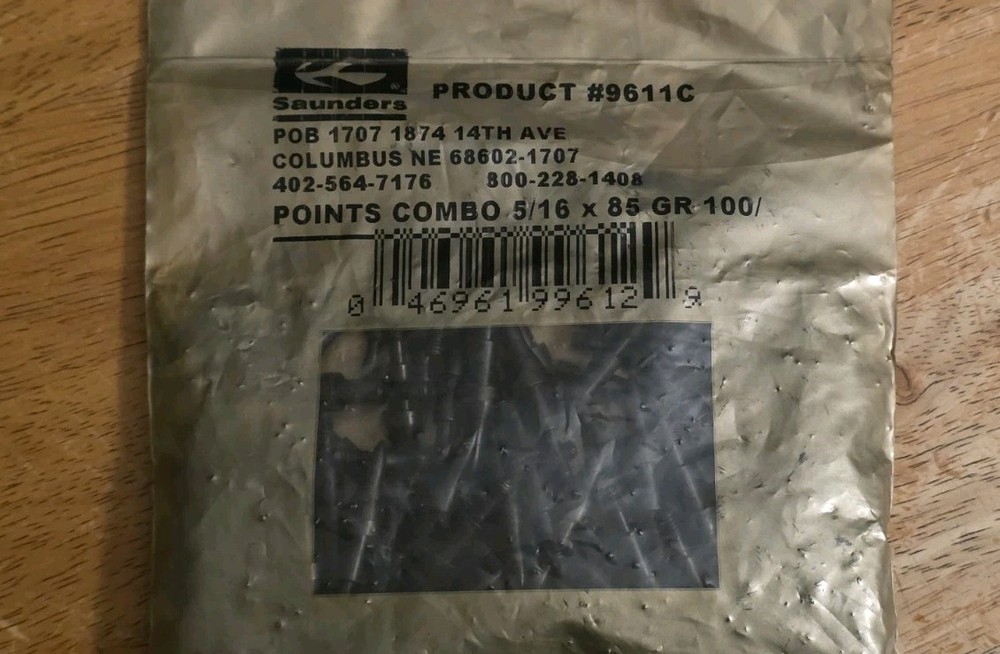 Saunders ®
PRODUCT #9611C
POB 1707 1874 14TH AVE
COLUMBUS NE 68602-1707
402-564-7176 800-228-1408
POINTS COMBO 5/16 x 85 GR 100/
0 46961 99612 9